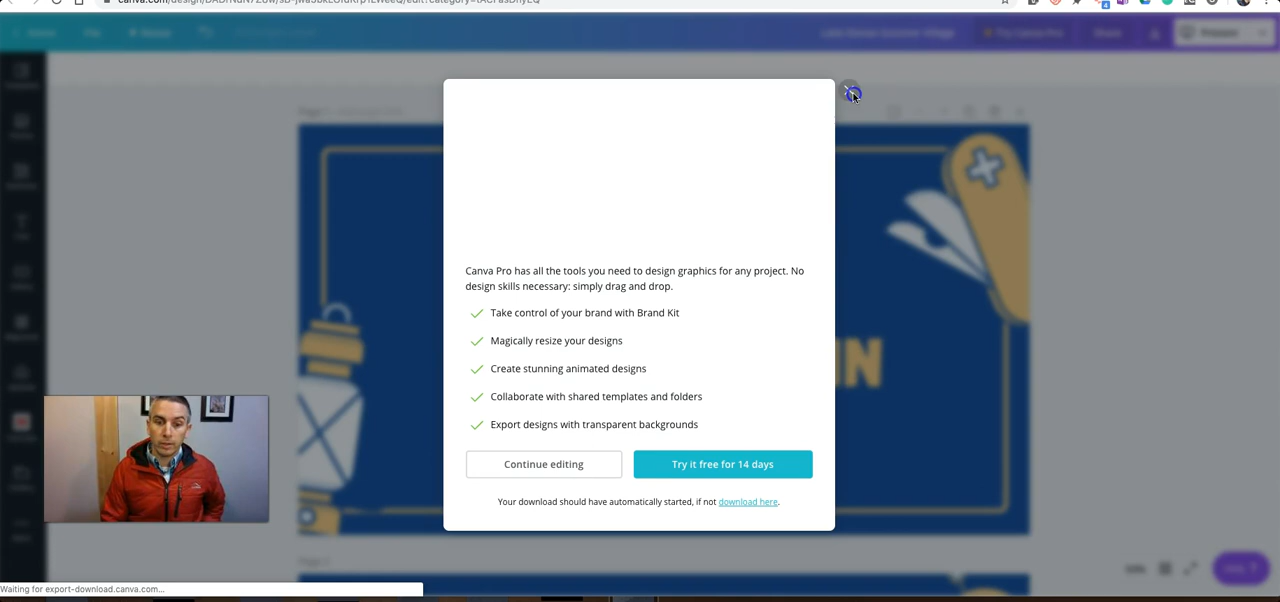 Canva Pro has all the tools you need to design graphics for any project. No
design skills necessary: simply drag and drop.
Take control of your brand with Brand Kit
Magically resize your designs
Create stunning animated designs
Collaborate with shared templates and folders
Export designs with transparent backgrounds
Continue editing
Try it free for 14 days
Your download should have automatically started, if not download here.
Waiting for export-download.canva.com...